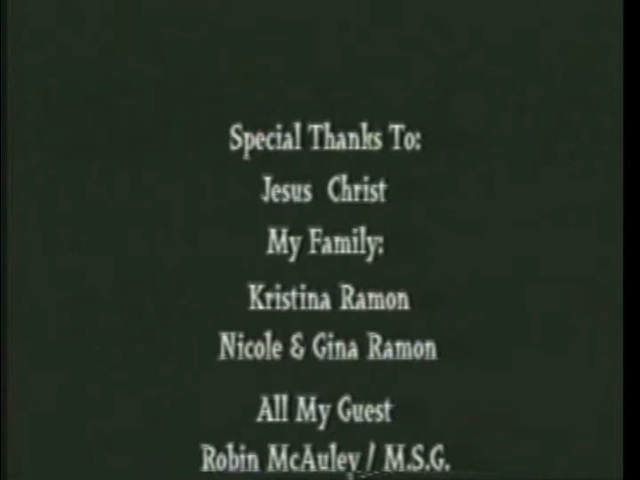 Special Thanks To:
Jesus Christ
My Family:
Kristina Ramon
Nicole & Gina Ramon
All My Guest
Robin McAuley / M.S.G.